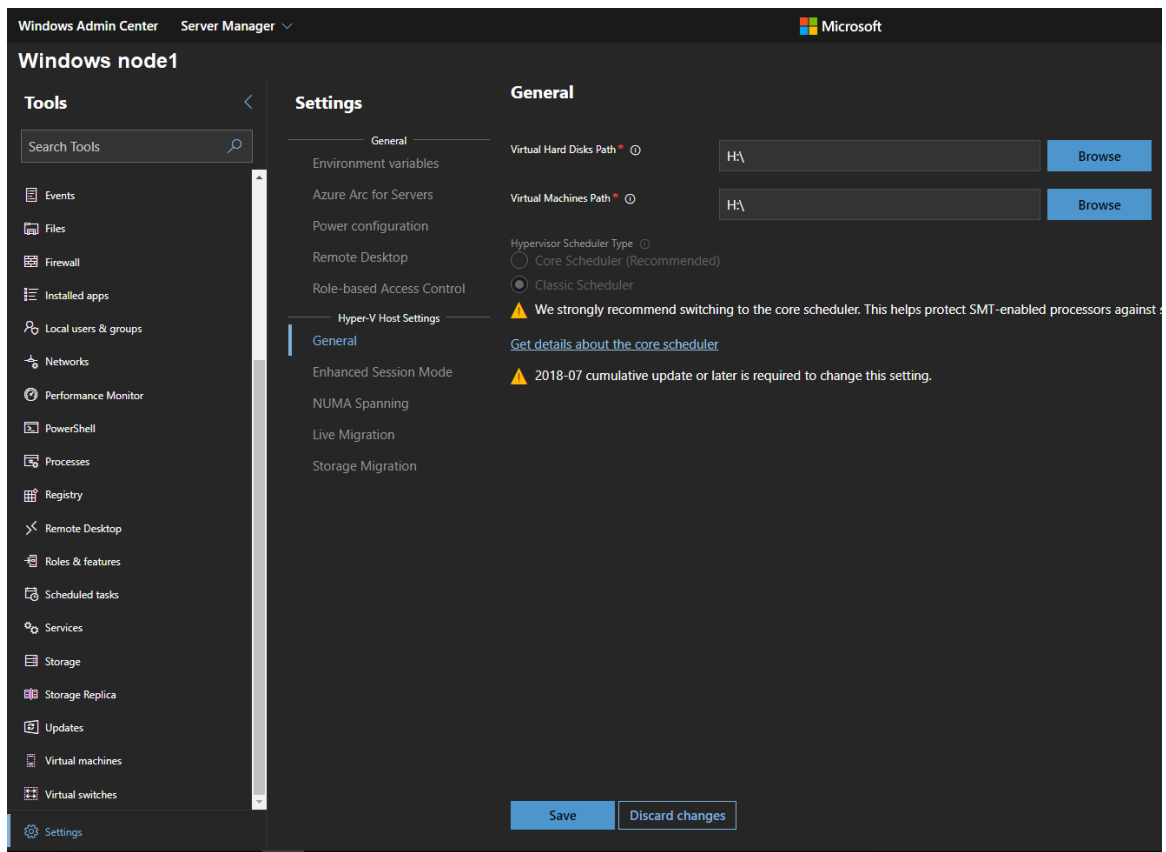 Windows Admin Center Server Manager
Microsoft
Windows node1
Tools
Search Tools
Events
Files
Firewall
Installed apps
Local users & groups
Networks
Performance Monitor
PowerShell
Processes
Registry
Remote Desktop
Roles & features
Scheduled tasks
Services
Storage
Storage Replica
Updates
Virtual machines
Virtual switches
Settings
Settings
General
Environment variables
Azure Arc for Servers
Power configuration
Remote Desktop
Role-based Access Control
Hyper-V Host Settings
General
Enhanced Session Mode
NUMA Spanning
Live Migration
Storage Migration
General
Virtual Hard Disks Path *
H:\
Browse
Virtual Machines Path *
H:\
Browse
Hypervisor Scheduler Type
Core Scheduler (Recommended)
Classic Scheduler
We strongly recommend switching to the core scheduler. This helps protect SMT-enabled processors against
Get details about the core scheduler
2018-07 cumulative update or later is required to change this setting.
Save
Discard changes